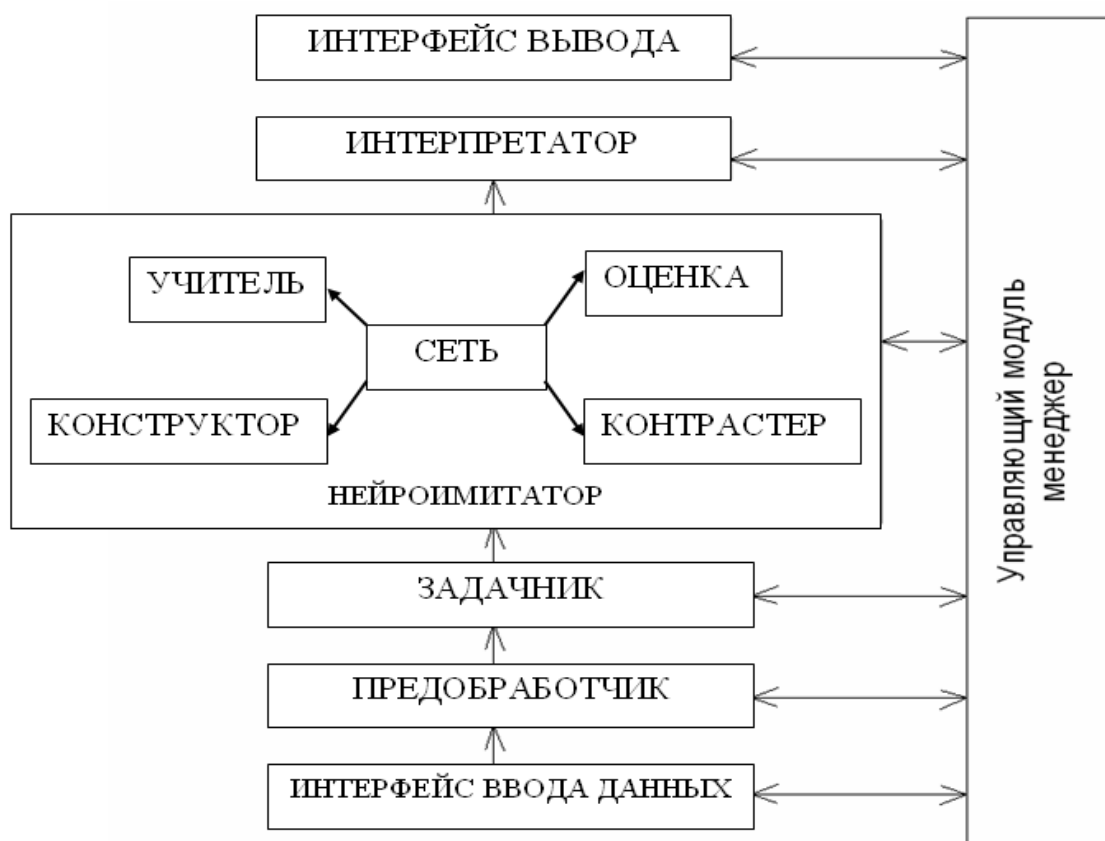 ИНТЕРФЕЙС ВЫВОДА
ИНТЕРПРЕТАТОР
УЧИТЕЛЬ
ОЦЕНКА
СЕТЬ
КОНСТРУКТОР
КОНТРАСТЕР
НЕЙРОИМИТАТОР
ЗАДАЧНИК
ПРЕДОБРАБОТЧИК
ИНТЕРФЕЙС ВВОДА ДАННЫХ
Управляющий модуль
менеджер